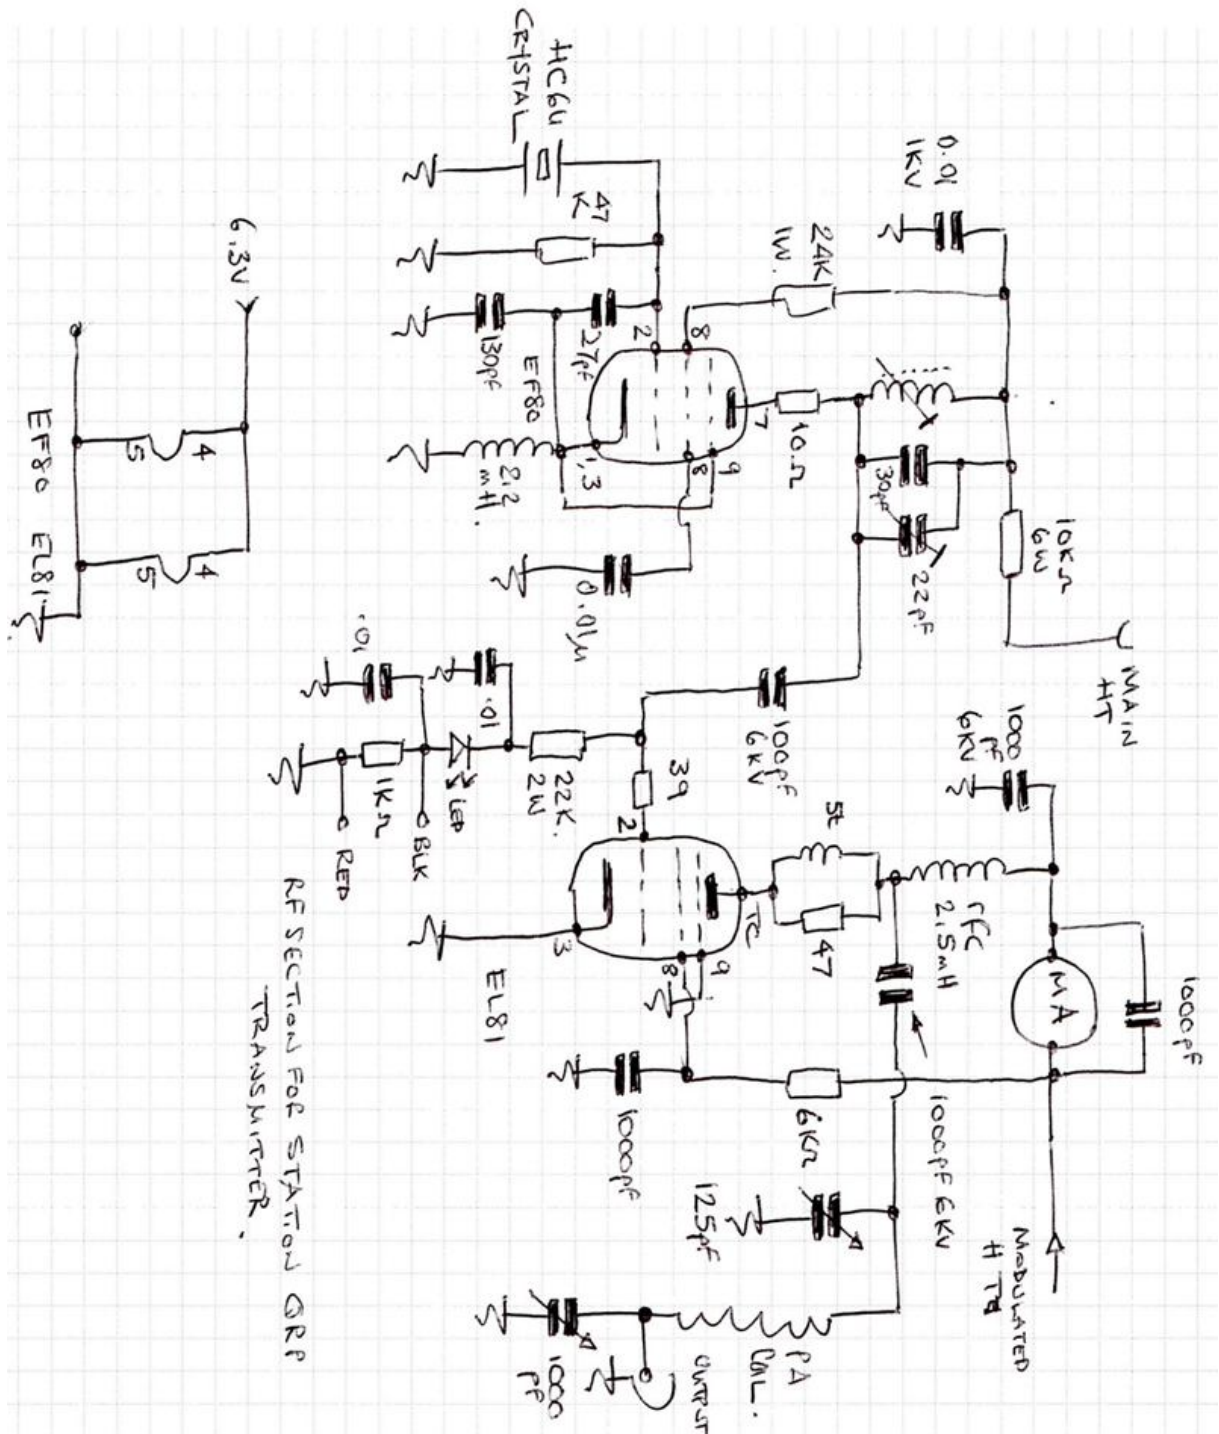 HC6U
CRYSTAL
47
K
130pF
27pF
EF80
8.2
mH.
1,3
2
8
8
9
7
10Ω
24K
1W.
0.01
1KV
30pF
22pF
10KΩ
6W
MAIN
HT
0.01µ
6.3V
4
5
4
5
EF80 EL81
.01
.01
LED
1KΩ
RED
BLK
22K.
2W
39
2
100pF
6KV
1000
pF
6KV
5t
47
TC
RFC
2.5mH
MA
1000pF
3
8
9
EL81
1000pF
6KΩ
1000pF 6KV
MODULATED
125pF
PA
COIL.
OUTPUT
1000
pF
RF SECTION FOR STATION QRP
TRANSMITTER.